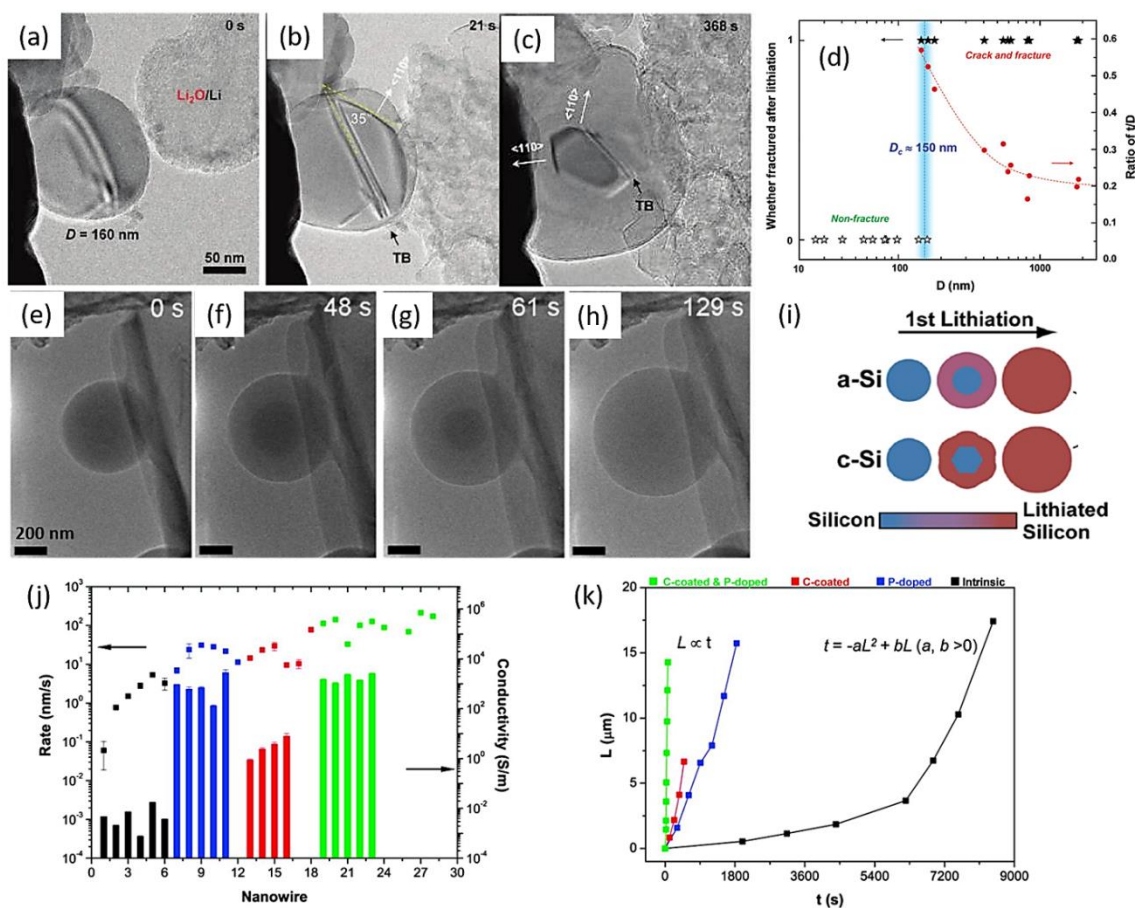 (a)
0 s
Li₂O/Li
D = 160 nm
50 nm
(b)
21 s
<110>
35°
TB
(c)
368 s
<110>
<110>
TB
(d)
Whether fractured after lithiation
1
0
Crack and fracture
D_c ≈ 150 nm
Non-fracture
0.6
0.5
0.4
0.3
0.2
0.1
0.0
Ratio of t/D
10
100
1000
D (nm)
(e)
0 s
200 nm
(f)
48 s
(g)
61 s
(h)
129 s
(i)
1st Lithiation
a-Si
c-Si
Silicon
Lithiated
Silicon
(j)
Rate (nm/s)
10³
10²
10¹
10⁰
10⁻¹
10⁻²
10⁻³
10⁻⁴
10⁶
10⁴
10²
10⁰
10⁻²
10⁻⁴
Conductivity (S/m)
0 3 6 9 12 15 18 21 24 27 30
Nanowire
(k)
C-coated & P-doped C-coated P-doped Intrinsic
L ∝ t
t = -aL² + bL (a, b >0)
L (μm)
20
15
10
5
0
0 1800 3600 5400 7200 9000
t (s)